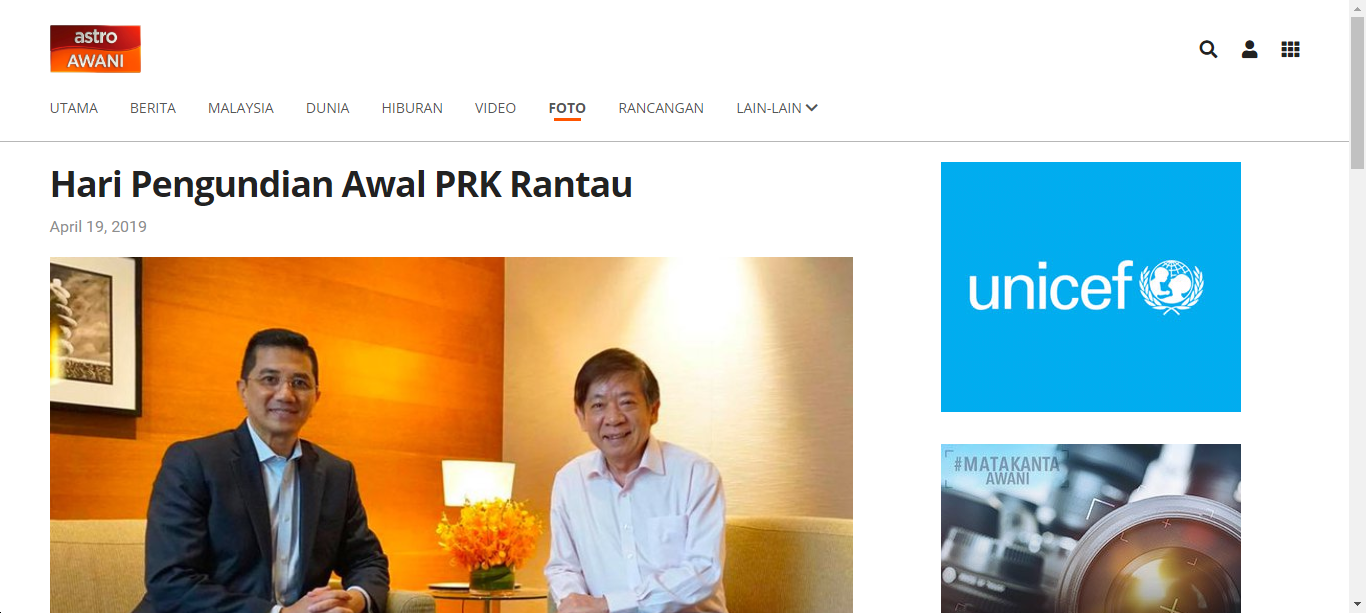 astro
AWANI
UTAMA BERITA MALAYSIA DUNIA HIBURAN VIDEO FOTO RANCANGAN LAIN-LAIN
Hari Pengundian Awal PRK Rantau
April 19, 2019
unicef
#MATAKANTA
AWANI